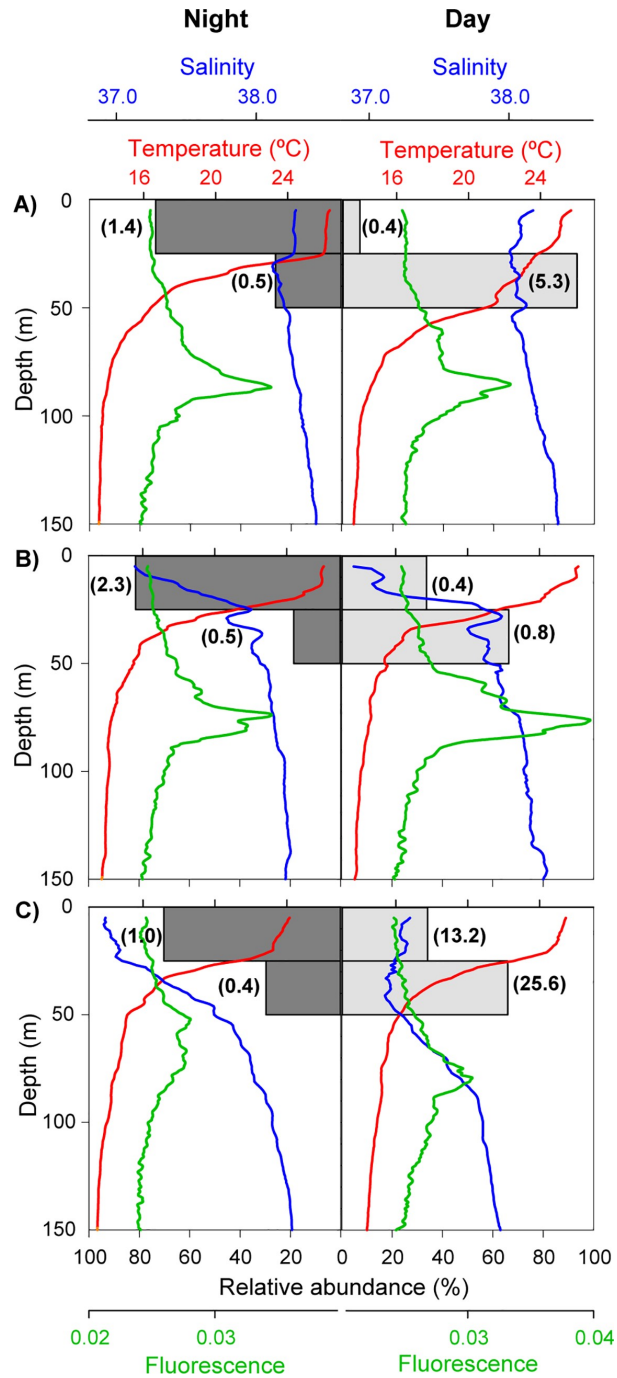 Night Day
Salinity Salinity
37.0 38.0 37.0 38.0
Temperature (ºC) Temperature (ºC)
16 20 24 16 20 24
A) 0
(1.4) (0.4)
(0.5) (5.3)
50
Depth (m)
100
150
B) 0
(2.3) (0.4)
(0.5) (0.8)
50
Depth (m)
100
150
C) 0
(1.0) (13.2)
(0.4) (25.6)
50
Depth (m)
100
150
100 80 60 40 20 0 20 40 60 80 100
Relative abundance (%)
0.02 0.03 0.03 0.04
Fluorescence Fluorescence